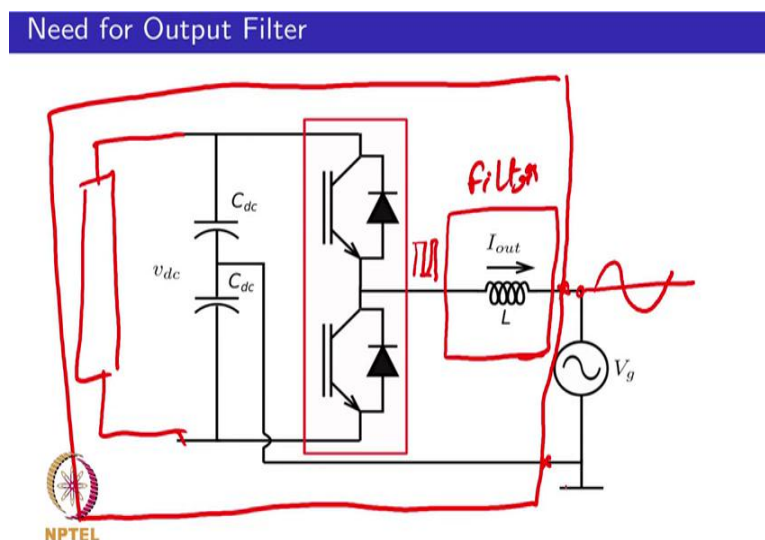 Need for Output Filter
Filter
C_dc
I_out
v_dc
C_dc
L
V_g
NPTEL